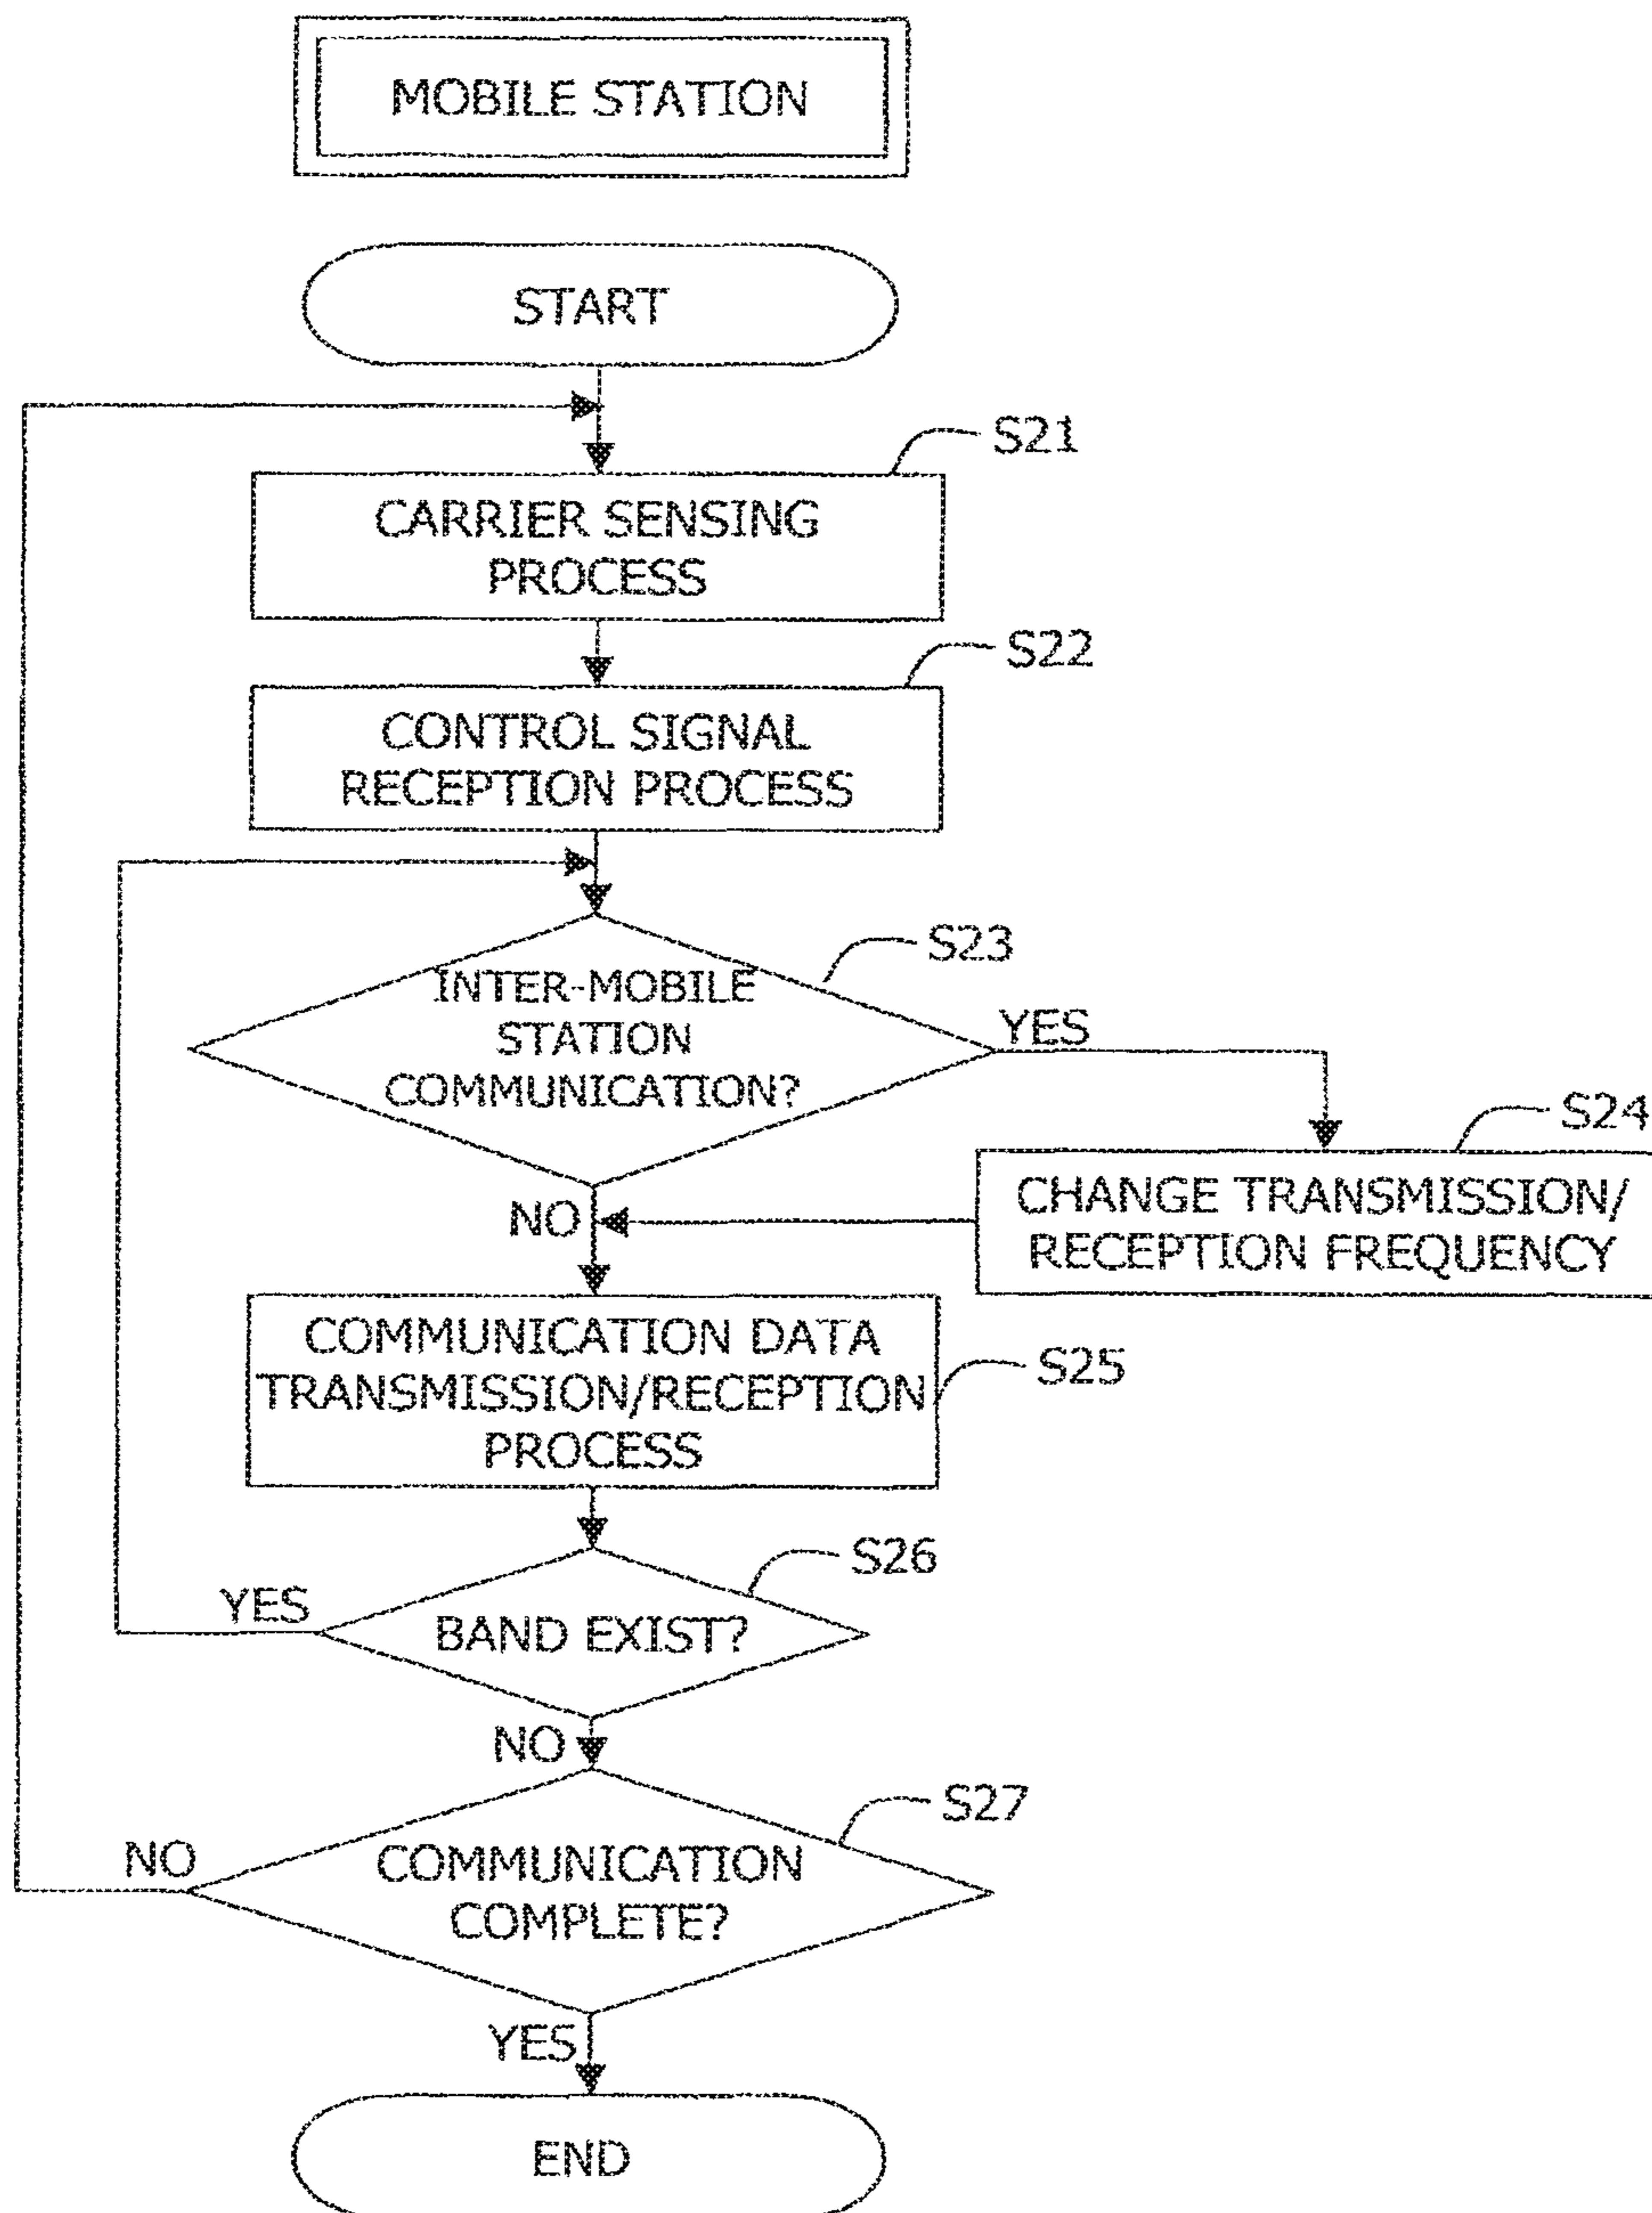 MOBILE STATION
START
S21
CARRIER SENSING
PROCESS
S22
CONTROL SIGNAL
RECEPTION PROCESS
S23
INTER-MOBILE
STATION
COMMUNICATION?
YES
S24
CHANGE TRANSMISSION/
RECEPTION FREQUENCY
NO
COMMUNICATION DATA
TRANSMISSION/RECEPTION
PROCESS
S25
S26
YES
BAND EXIST?
NO
S27
NO
COMMUNICATION
COMPLETE?
YES
END